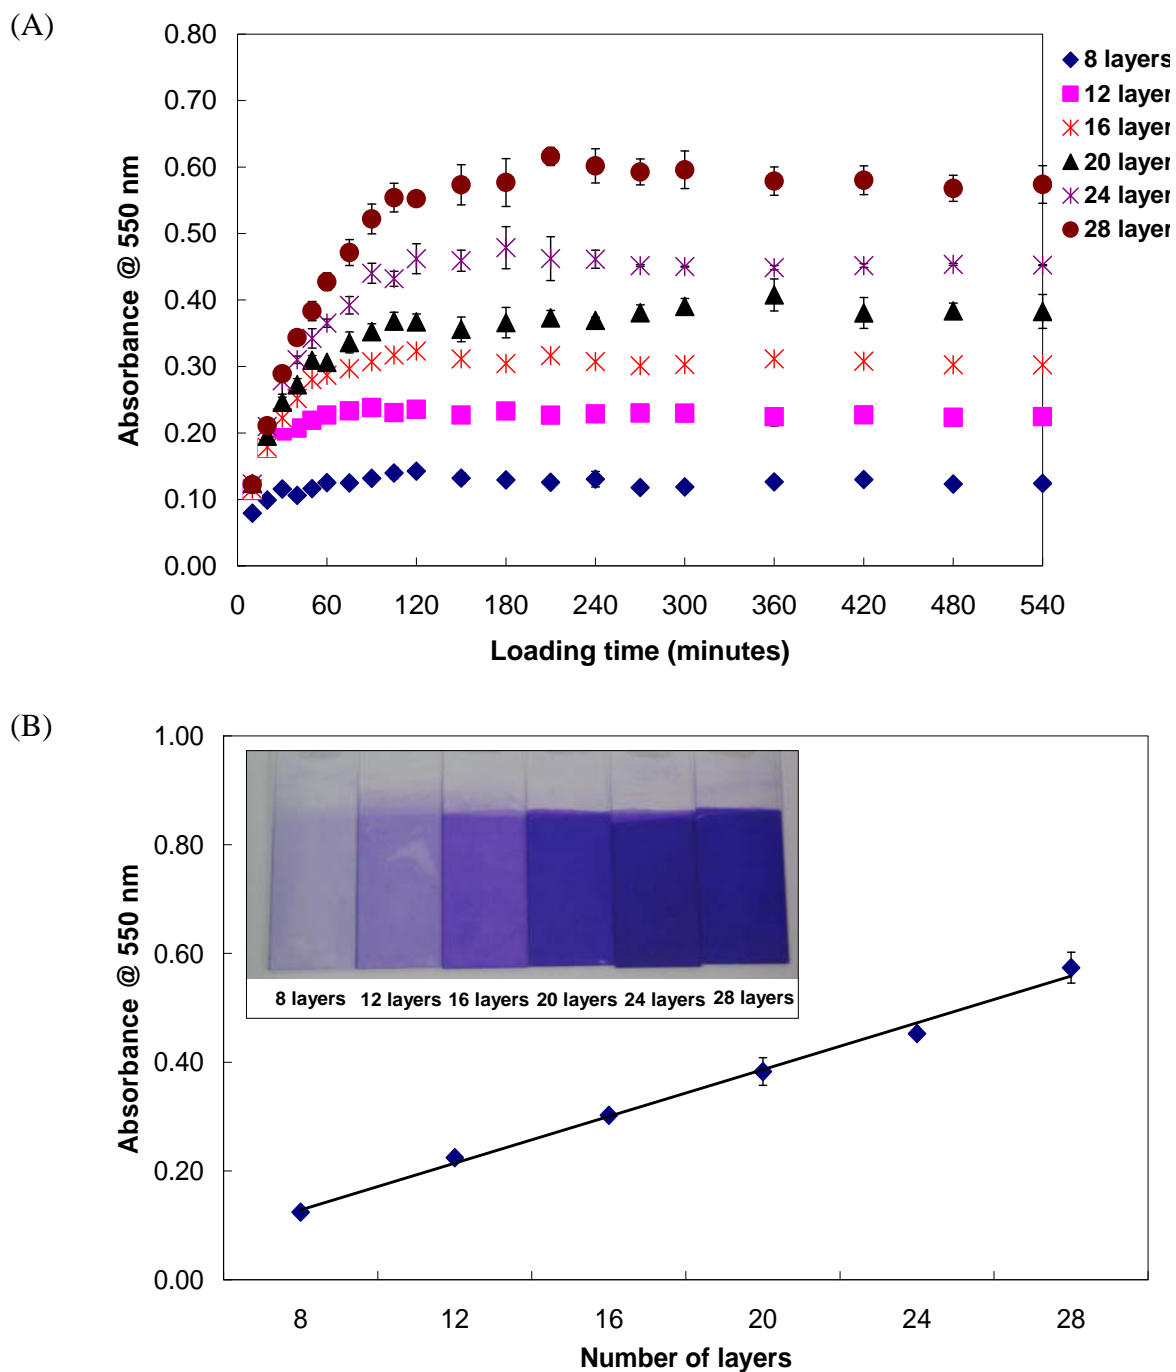 (A)
0.80
0.70
0.60
0.50
0.40
0.30
0.20
0.10
0.00
Absorbance @ 550 nm
0 60 120 180 240 300 360 420 480 540
Loading time (minutes)
8 layers
12 layer
16 layer
20 layer
24 layer
28 layer
(B)
1.00
0.80
0.60
0.40
0.20
0.00
Absorbance @ 550 nm
8 layers 12 layers 16 layers 20 layers 24 layers 28 layers
8 12 16 20 24 28
Number of layers